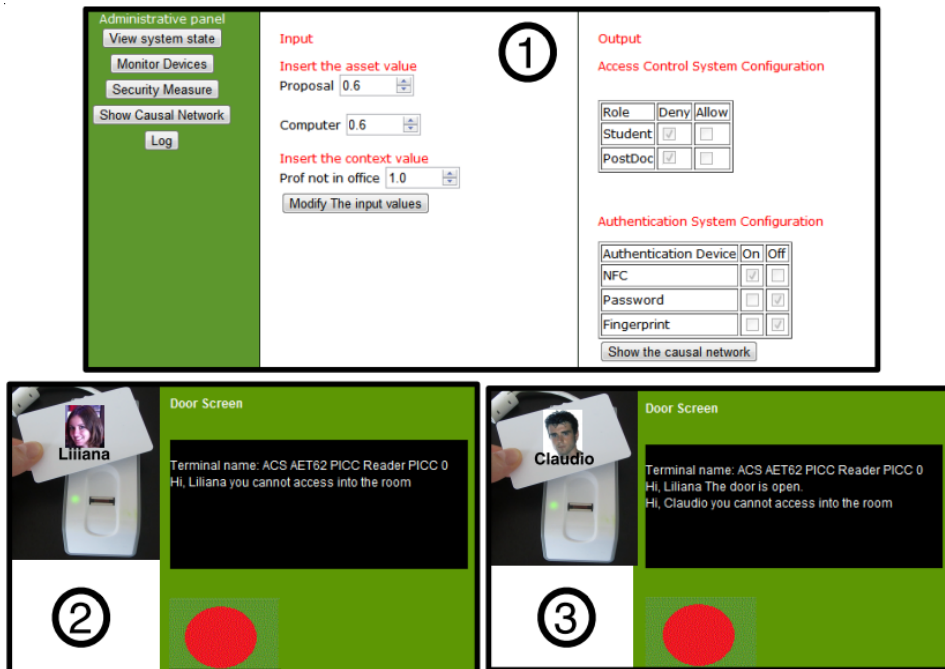 Administrative panel
View system state
Monitor Devices
Security Measure
Show Causal Network
Log
Input
Insert the asset value
Proposal 0.6
Computer 0.6
Insert the context value
Prof not in office 1.0
Modify The input values
1
Output
Access Control System Configuration
Role Deny Allow
Student
PostDoc
Authentication System Configuration
Authentication Device On Off
NFC
Password
Fingerprint
Show the causal network
Liliana
2
Door Screen
Terminal name: ACS AET62 PICC Reader PICC 0
Hi, Liliana you cannot access into the room
Claudio
3
Door Screen
Terminal name: ACS AET62 PICC Reader PICC 0
Hi, Liliana The door is open.
Hi, Claudio you cannot access into the room